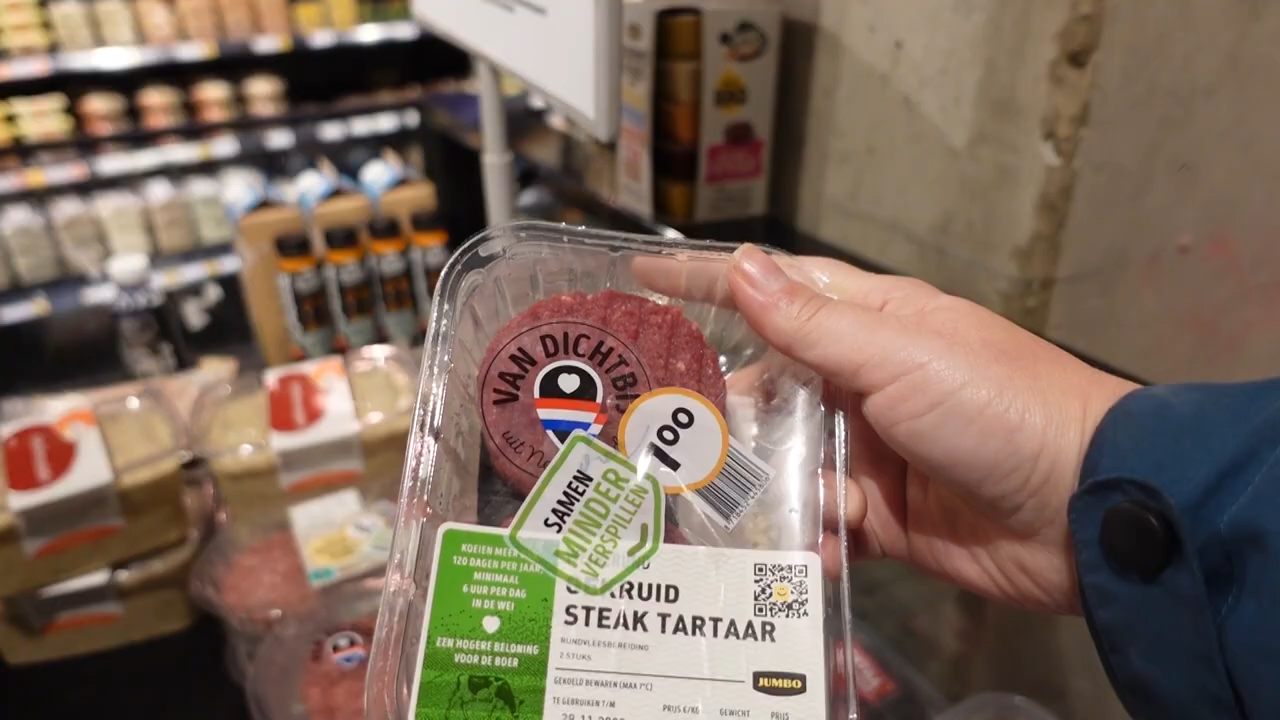 VAN DICHTBIJ
uit Ne
1.00
SAMEN
MINDER
VERSPILLEN
KOEIEN MEER
120 DAGEN PER JAAR,
MINIMAAL
6 UUR PER DAG
IN DE WEI
EEN HOGERE BELONING
VOOR DE BOER
KRUID
STEAK TARTAAR
RUNDVLEESBEREIDING
2 STUKS
GEKOELD BEWAREN (MAX 7°C)
JUMBO
TE GEBRUIKEN T/M PRIJS €/KG GEWICHT PRIJS